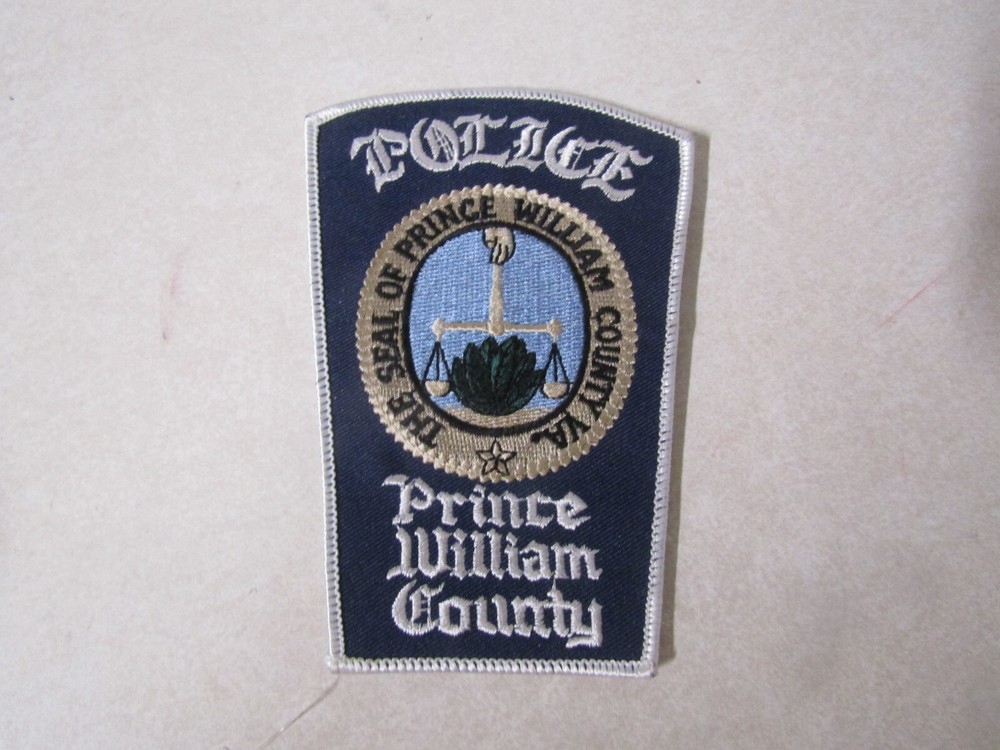 POLICE
THE SEAL OF PRINCE WILLIAM COUNTY VA.
Prince
William
County